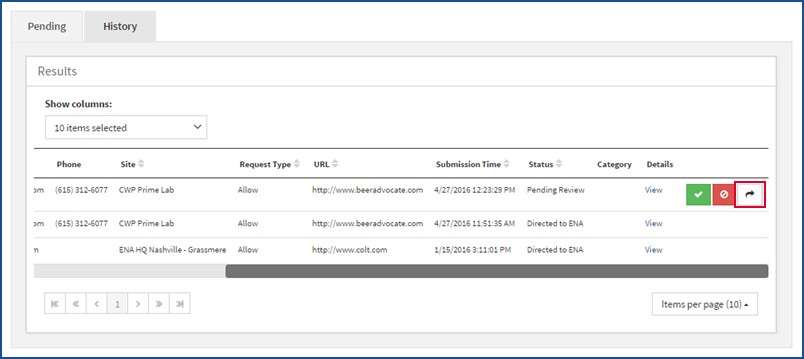 Pending History
Results
Show columns:
10 items selected
Phone Site Request Type URL Submission Time Status Category Details
om (615) 312-6077 CWP Prime Lab Allow http://www.beeradvocate.com 4/27/2016 12:23:29 PM Pending Review View
om (615) 312-6077 CWP Prime Lab Allow http://www.beeradvocate.com 4/27/2016 11:51:35 AM Directed to ENA View
m ENA HQ Nashville - Grassmere Allow http://www.colt.com 1/15/2016 3:11:01 PM Directed to ENA View
1 Items per page (10)